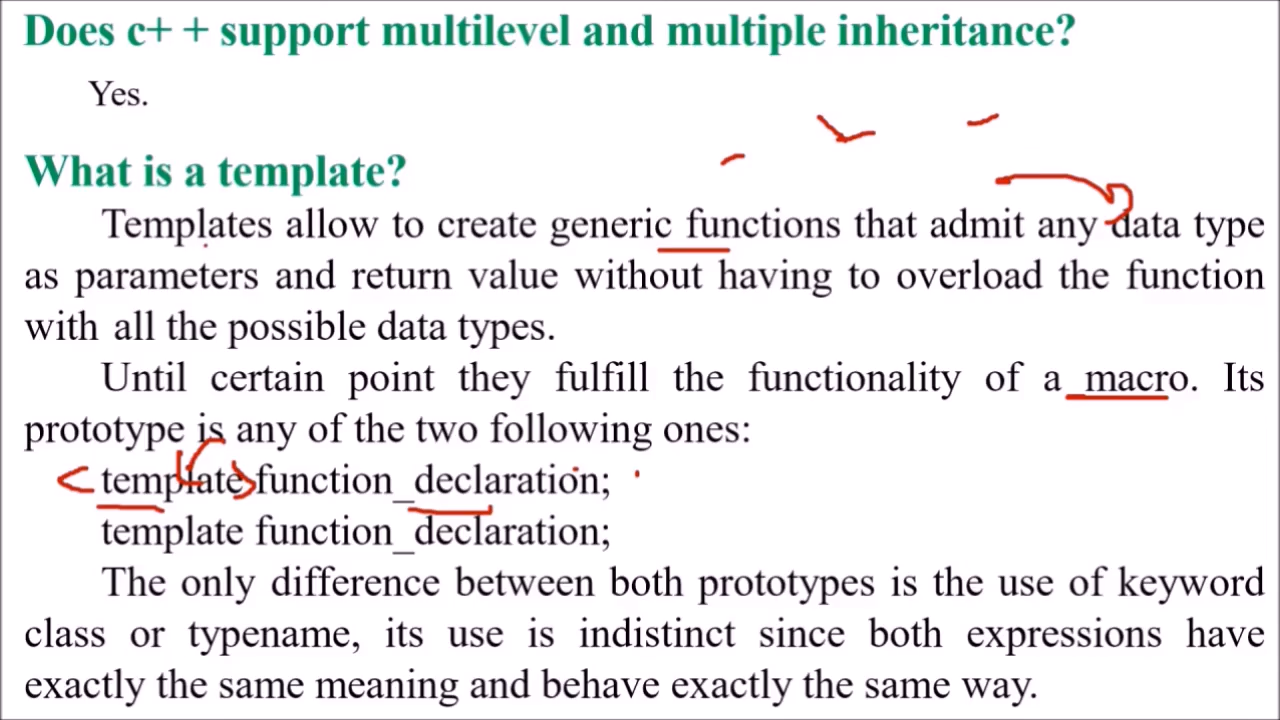 Does c+ + support multilevel and multiple inheritance?
Yes.
What is a template?
Templates allow to create generic functions that admit any data type
as parameters and return value without having to overload the function
with all the possible data types.
Until certain point they fulfill the functionality of a macro. Its
prototype is any of the two following ones:
template function_declaration;
template function_declaration;
The only difference between both prototypes is the use of keyword
class or typename, its use is indistinct since both expressions have
exactly the same meaning and behave exactly the same way.